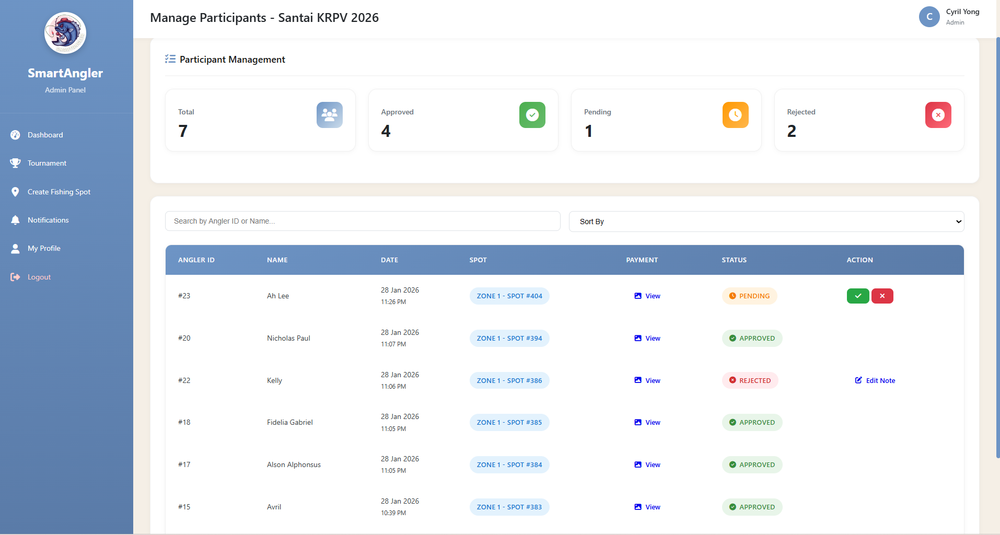 SMARTANGLER
SmartAngler
Admin Panel
Dashboard
Tournament
Create Fishing Spot
Notifications
My Profile
Logout
Manage Participants - Santai KRPV 2026
C
Cyril Yong
Admin
Participant Management
Total
7
Approved
4
Pending
1
Rejected
2
Search by Angler ID or Name...
Sort By
ANGLER ID NAME DATE SPOT PAYMENT STATUS ACTION
#23 Ah Lee 28 Jan 2026 11:26 PM ZONE 1 - SPOT #404 View PENDING
#20 Nicholas Paul 28 Jan 2026 11:07 PM ZONE 1 - SPOT #394 View APPROVED
#22 Kelly 28 Jan 2026 11:06 PM ZONE 1 - SPOT #386 View REJECTED Edit Note
#18 Fidelia Gabriel 28 Jan 2026 11:05 PM ZONE 1 - SPOT #385 View APPROVED
#17 Alson Alphonsus 28 Jan 2026 11:05 PM ZONE 1 - SPOT #384 View APPROVED
#15 Avril 28 Jan 2026 10:39 PM ZONE 1 - SPOT #383 View APPROVED